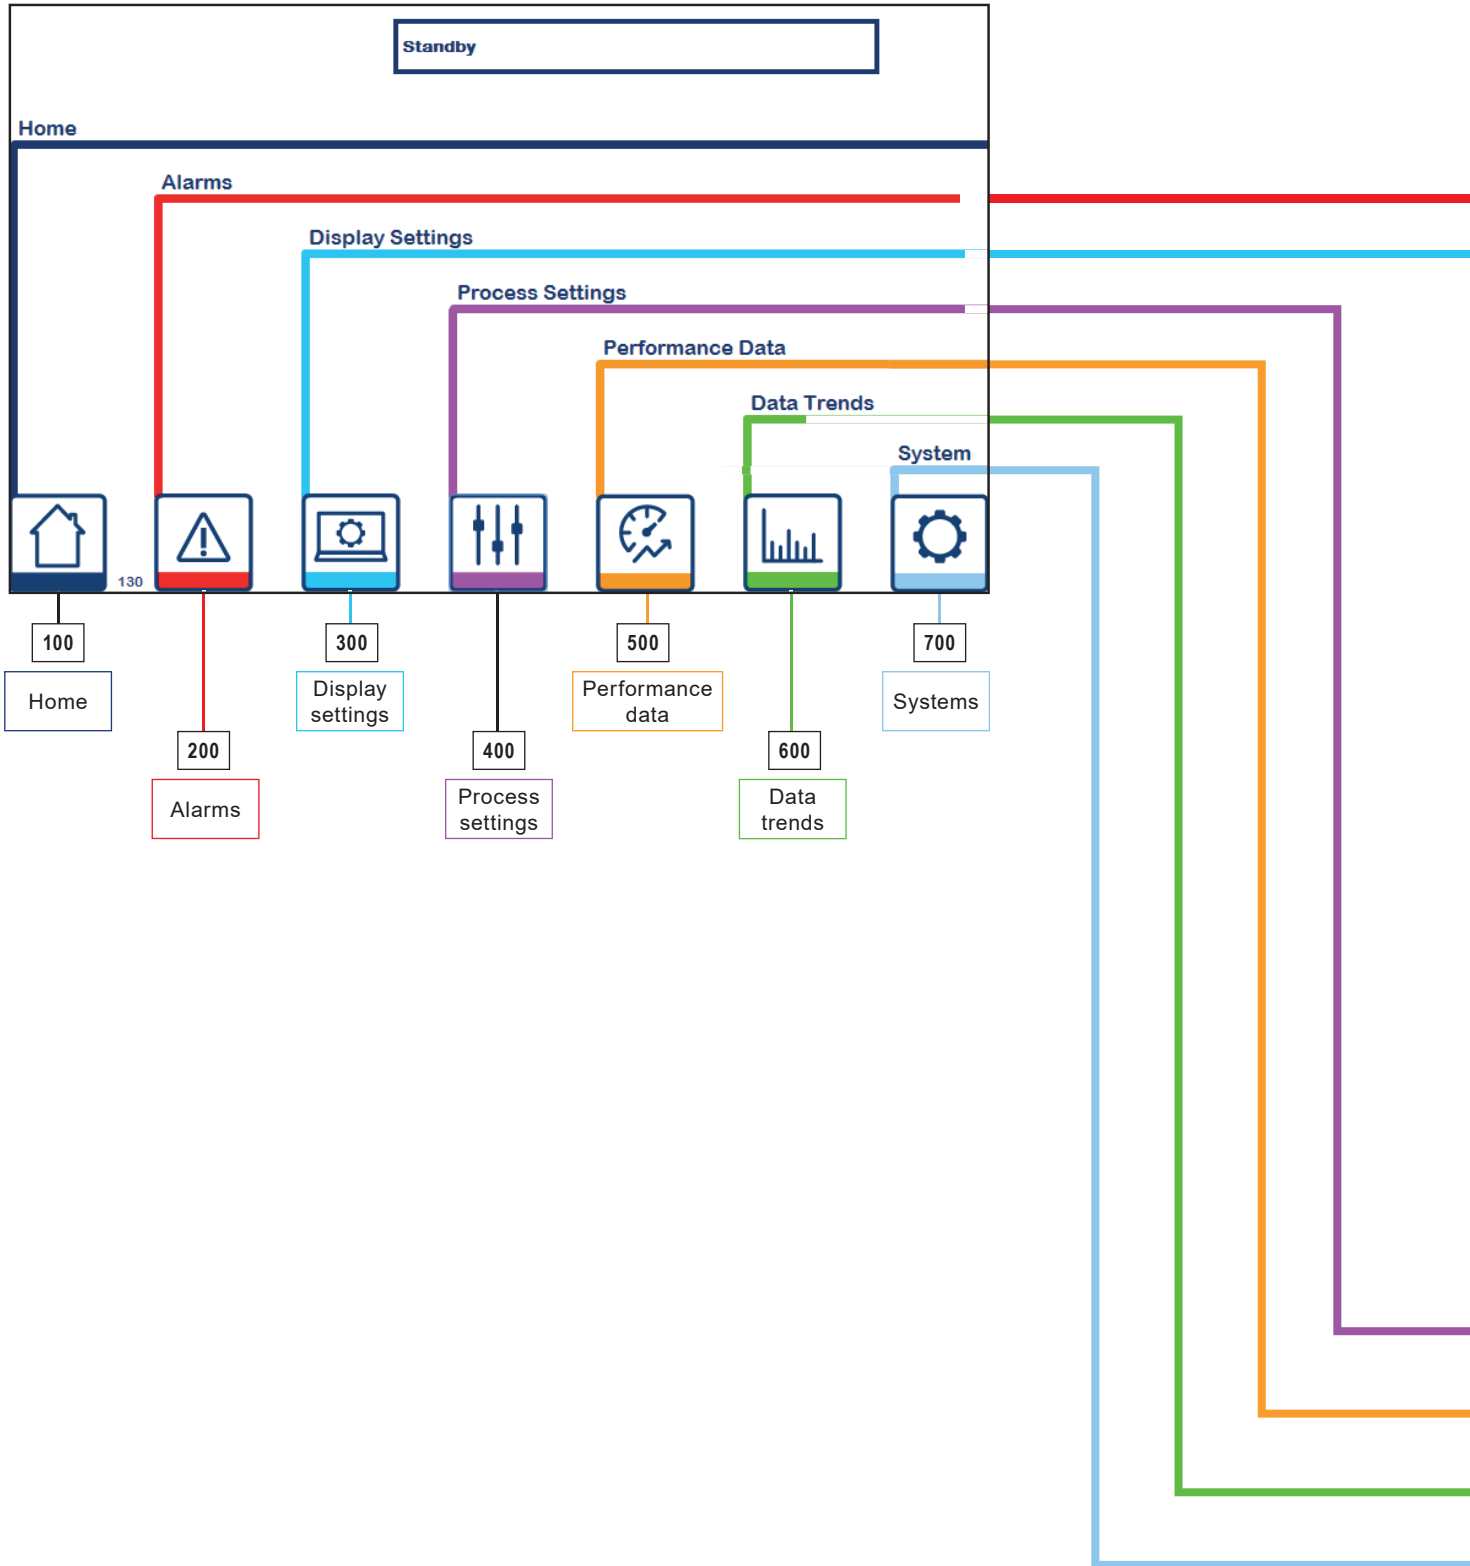 Standby
Home
Alarms
Display Settings
Process Settings
Performance Data
Data Trends
System
130
100
300
500
700
Home
Display
settings
Performance
data
Systems
200
400
600
Alarms
Process
settings
Data
trends